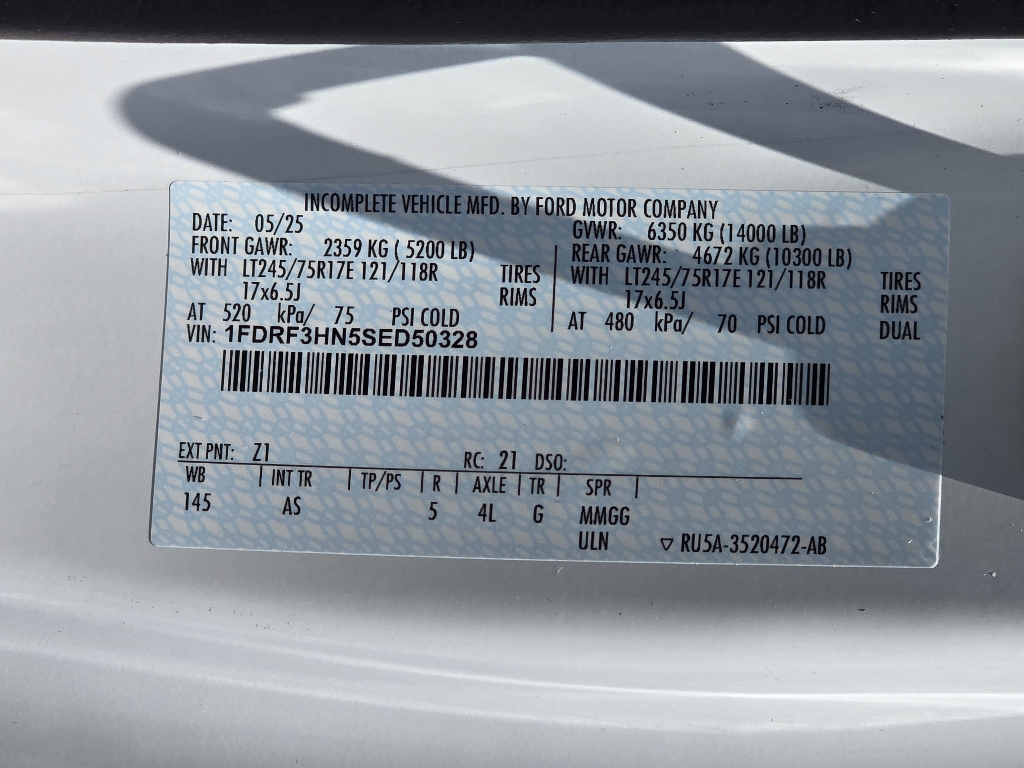 INCOMPLETE VEHICLE MFD. BY FORD MOTOR COMPANY
DATE: 05/25 GVWR: 6350 KG (14000 LB)
FRONT GAWR: 2359 KG ( 5200 LB) REAR GAWR: 4672 KG (10300 LB)
WITH LT245/75R17E 121/118R TIRES WITH LT245/75R17E 121/118R TIRES
17x6.5J RIMS 17x6.5J RIMS
AT 520 kPa/ 75 PSI COLD AT 480 kPa/ 70 PSI COLD DUAL
VIN: 1FDRF3HN5SED50328
EXT PNT: Z1 RC: 21 DSO:
WB INT TR TP/PS R AXLE TR SPR
145 AS 5 4L G MMGG
ULN ▽ RU5A-3520472-AB